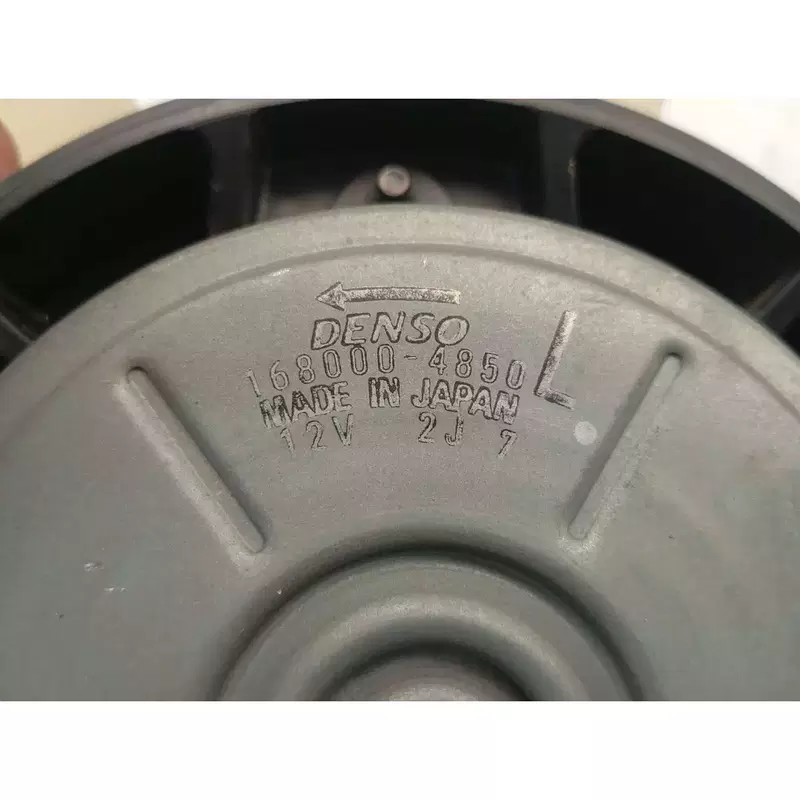 DENSO
168000-4850 L
MADE IN JAPAN
12V 2J 7